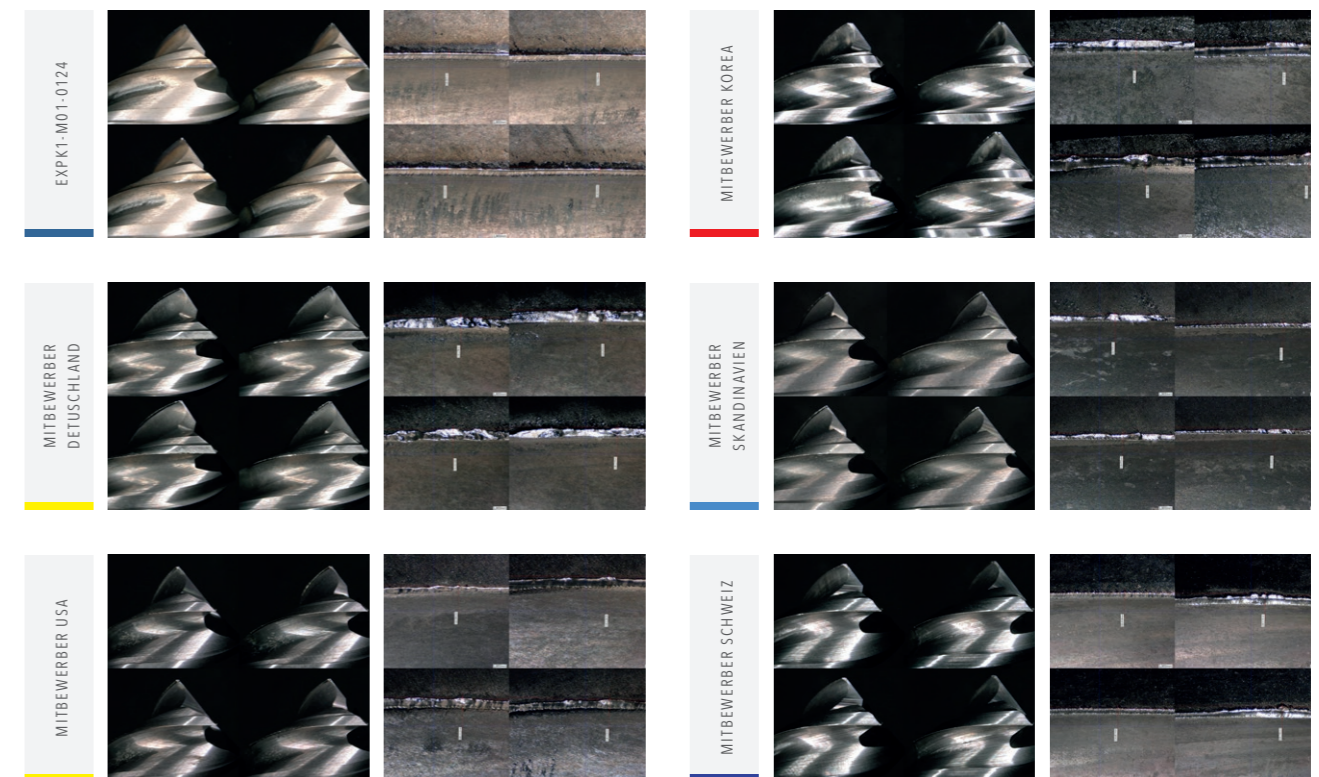 EXPK1-M01-0124
MITBEWERBER KOREA
MITBEWERBER
DETUSCHLAND
MITBEWERBER
SKANDINAVIEN
MITBEWERBER USA
MITBEWERBER SCHWEIZ